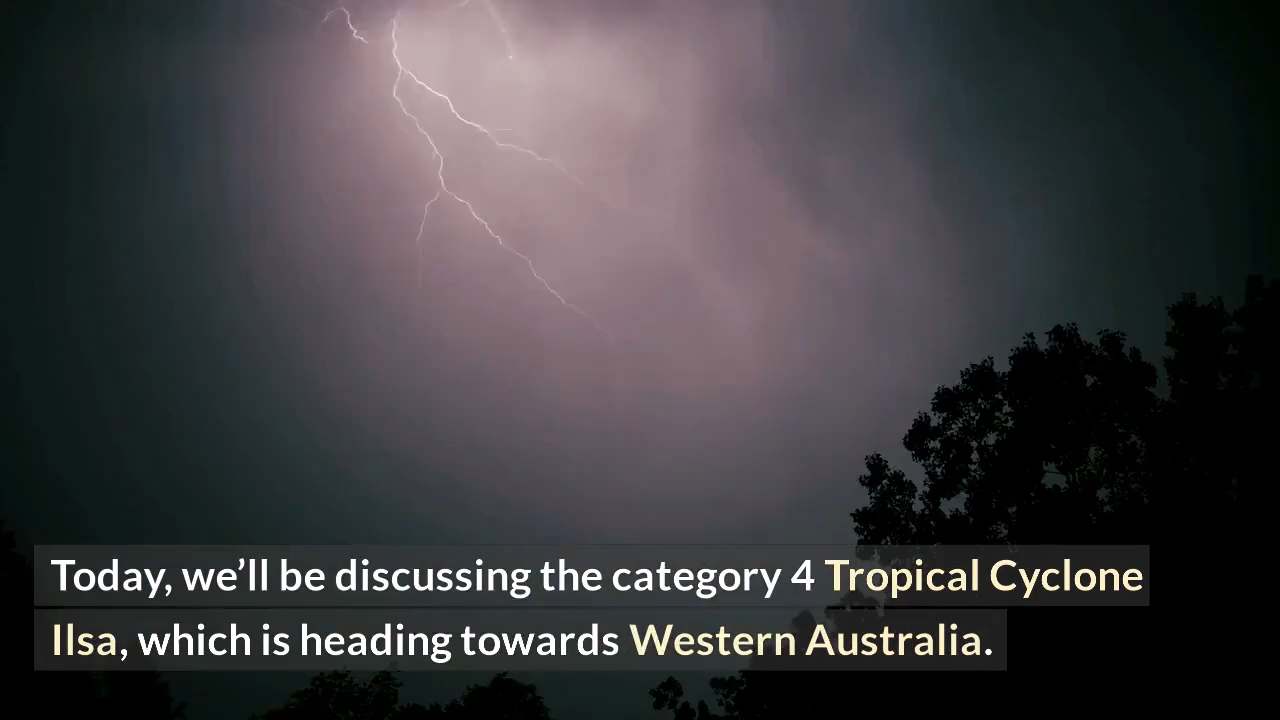 Today, we’ll be discussing the category 4 Tropical Cyclone
Ilsa, which is heading towards Western Australia.